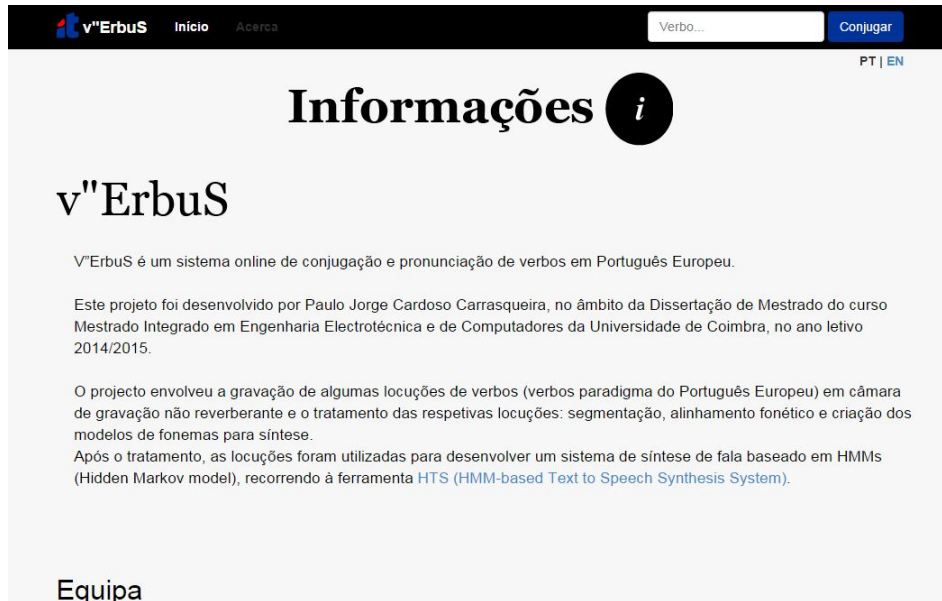 it v"ErbuS Início Acerca Verbo... Conjugar
PT | EN
Informações i
v"ErbuS
V"ErbuS é um sistema online de conjugação e pronunciação de verbos em Português Europeu.
Este projeto foi desenvolvido por Paulo Jorge Cardoso Carrasqueira, no âmbito da Dissertação de Mestrado do curso
Mestrado Integrado em Engenharia Electrotécnica e de Computadores da Universidade de Coimbra, no ano letivo
2014/2015.
O projecto envolveu a gravação de algumas locuções de verbos (verbos paradigma do Português Europeu) em câmara
de gravação não reverberante e o tratamento das respetivas locuções: segmentação, alinhamento fonético e criação dos
modelos de fonemas para síntese.
Após o tratamento, as locuções foram utilizadas para desenvolver um sistema de síntese de fala baseado em HMMs
(Hidden Markov model), recorrendo à ferramenta HTS (HMM-based Text to Speech Synthesis System).
Equipa